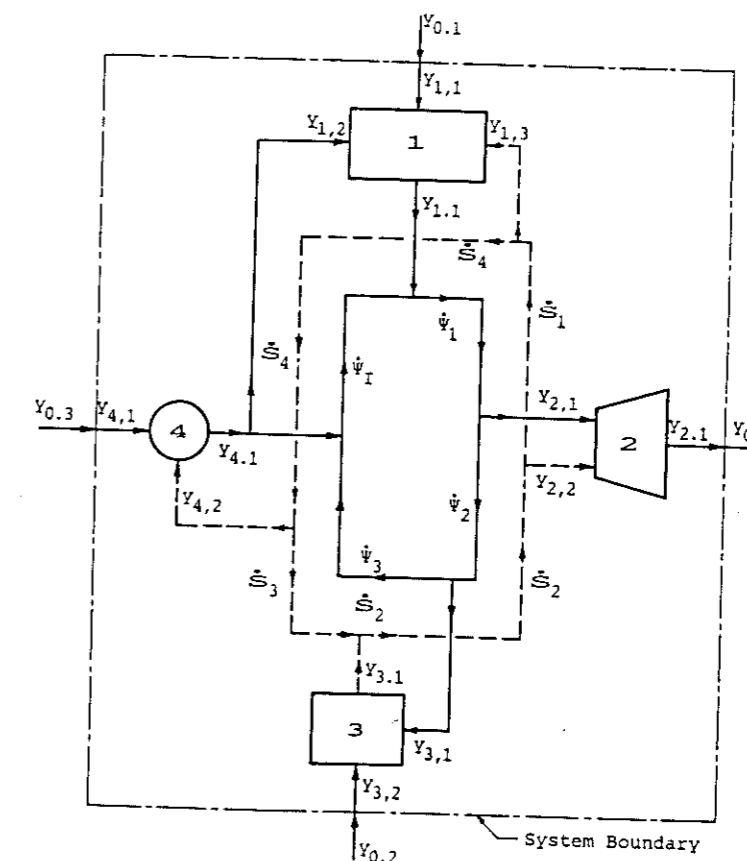 Y0.1
Y1,1
Y1,2
1
Y1,3
Y1.1
Ṡ4
Ṡ1
ψ̇1
Ṡ4
ψ̇I
Y0.3
Y4,1
4
Y4.1
Y2,1
2
Y2.1
Y0
Y2,2
Y4,2
ψ̇2
ψ̇3
Ṡ3
Ṡ2
Ṡ2
Y3.1
3
Y3,1
Y3,2
System Boundary
Y0.2